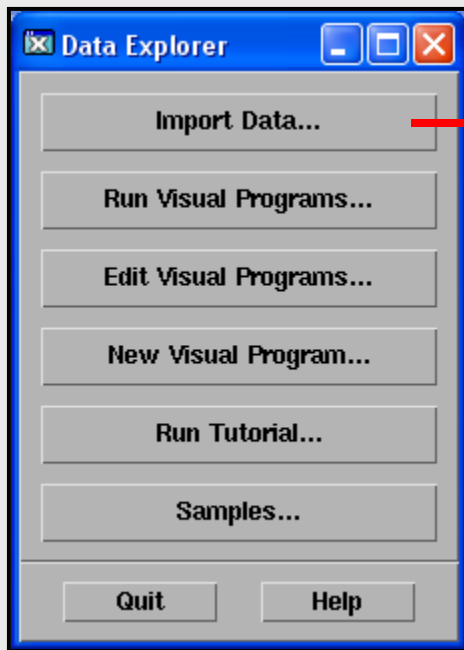 Data Explorer
Import Data...
Run Visual Programs...
Edit Visual Programs...
New Visual Program...
Run Tutorial...
Samples...
Quit Help